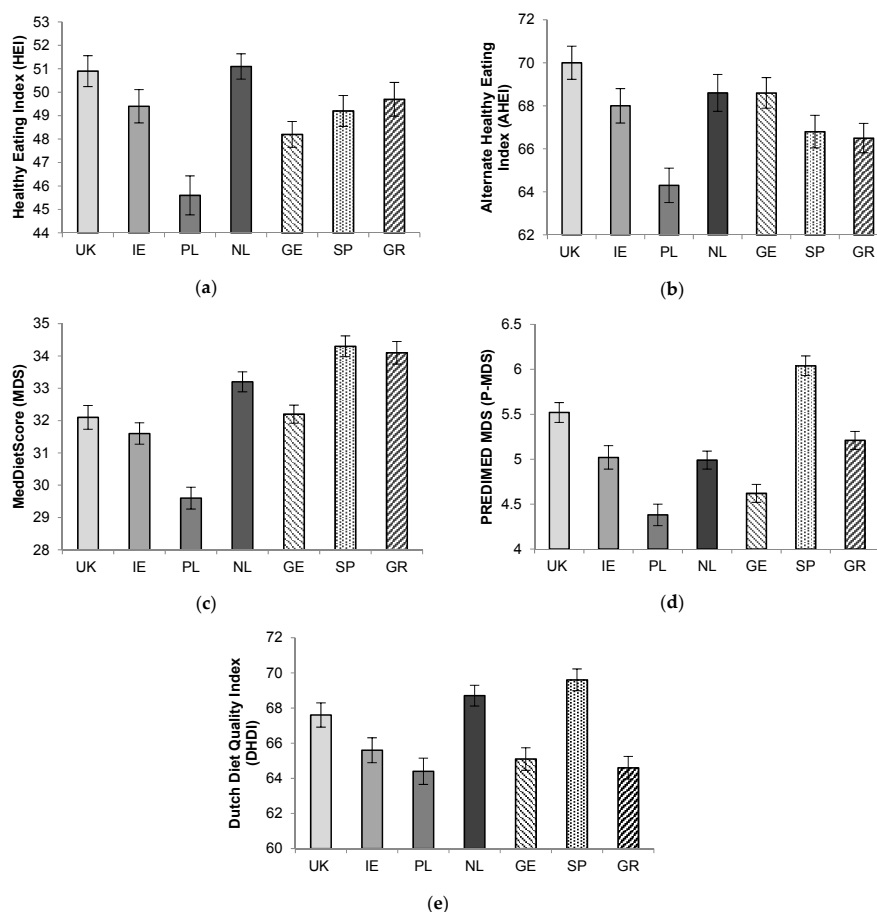 Healthy Eating Index (HEI)
53
52
51
50
49
48
47
46
45
44
UK IE PL NL GE SP GR
(a)
Alternate Healthy Eating
Index (AHEI)
72
70
68
66
64
62
UK IE PL NL GE SP GR
(b)
MedDietScore (MDS)
35
34
33
32
31
30
29
28
UK IE PL NL GE SP GR
(c)
PREDIMED MDS (P-MDS)
6.5
6
5.5
5
4.5
4
UK IE PL NL GE SP GR
(d)
Dutch Diet Quality Index
(DHDI)
72
70
68
66
64
62
60
UK IE PL NL GE SP GR
(e)